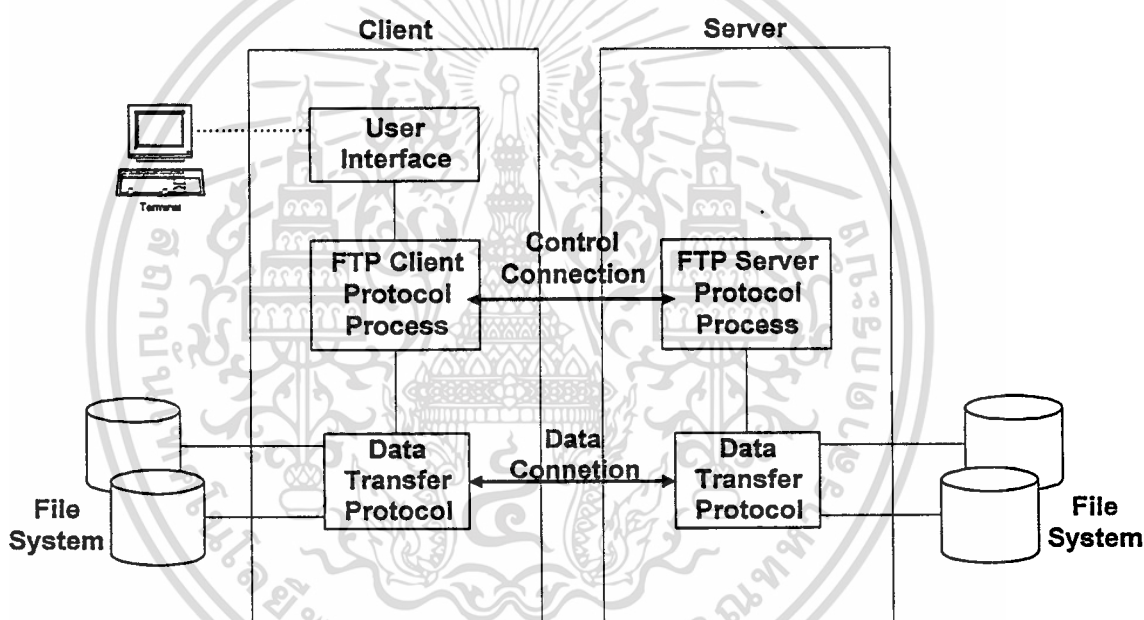 Client
Server
User
Interface
Terminal
FTP Client
Protocol
Process
Control
Connection
FTP Server
Protocol
Process
Data
Transfer
Protocol
Data
Connetion
Data
Transfer
Protocol
File
System
File
System